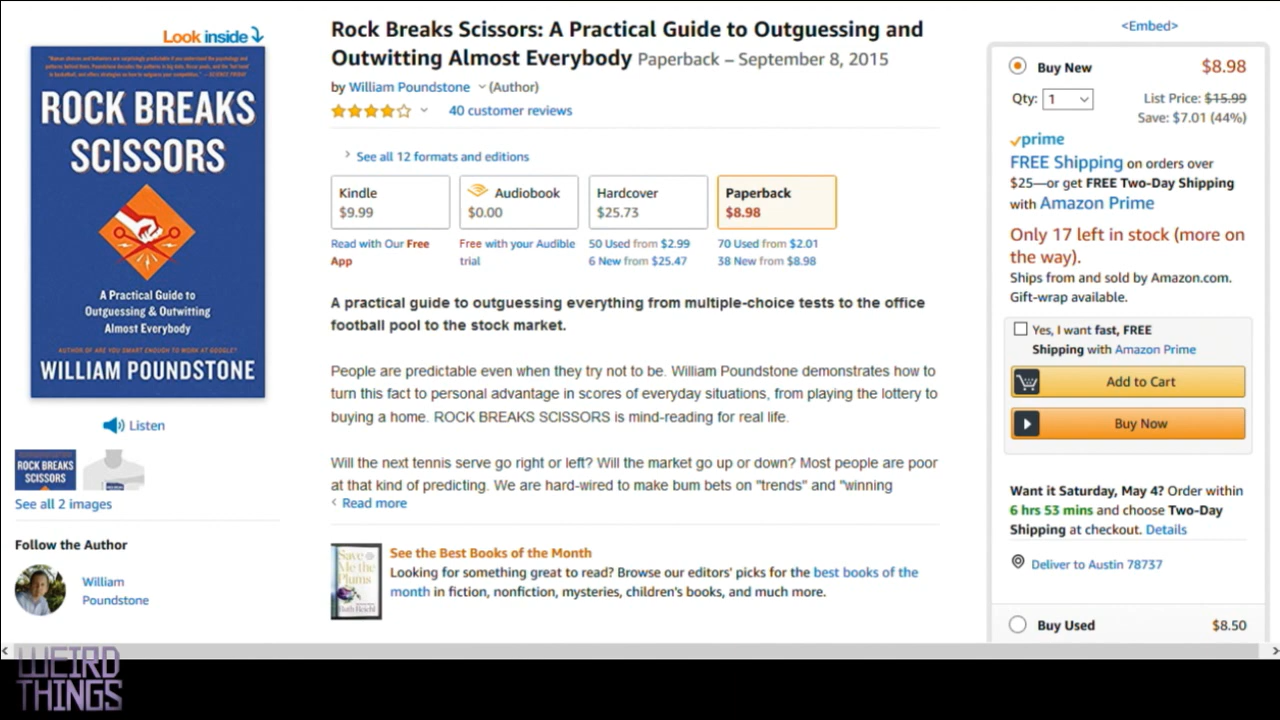 Look inside
ROCK BREAKS
SCISSORS
A Practical Guide to
Outguessing & Outwitting
Almost Everybody
AUTHOR OF ARE YOU SMART ENOUGH TO WORK AT GOOGLE?
WILLIAM POUNDSTONE
Listen
ROCK BREAKS
SCISSORS
See all 2 images
Follow the Author
William
Poundstone
Rock Breaks Scissors: A Practical Guide to Outguessing and
Outwitting Almost Everybody Paperback – September 8, 2015
by William Poundstone (Author)
40 customer reviews
See all 12 formats and editions
Kindle
$9.99
Read with Our Free
App
Audiobook
$0.00
Free with your Audible
trial
Hardcover
$25.73
50 Used from $2.99
6 New from $25.47
Paperback
$8.98
70 Used from $2.01
38 New from $8.98
A practical guide to outguessing everything from multiple-choice tests to the office
football pool to the stock market.
People are predictable even when they try not to be. William Poundstone demonstrates how to
turn this fact to personal advantage in scores of everyday situations, from playing the lottery to
buying a home. ROCK BREAKS SCISSORS is mind-reading for real life.
Will the next tennis serve go right or left? Will the market go up or down? Most people are poor
at that kind of predicting. We are hard-wired to make bum bets on "trends" and "winning
Read more
Save
Me the
Plums
Ruth Reichl
See the Best Books of the Month
Looking for something great to read? Browse our editors' picks for the best books of the
month in fiction, nonfiction, mysteries, children's books, and much more.
<Embed>
Buy New $8.98
Qty: 1 List Price: $15.99
Save: $7.01 (44%)
prime
FREE Shipping on orders over
$25—or get FREE Two-Day Shipping
with Amazon Prime
Only 17 left in stock (more on
the way).
Ships from and sold by Amazon.com.
Gift-wrap available.
Yes, I want fast, FREE
Shipping with Amazon Prime
Add to Cart
Buy Now
Want it Saturday, May 4? Order within
6 hrs 53 mins and choose Two-Day
Shipping at checkout. Details
Deliver to Austin 78737
Buy Used $8.50
WEIRD
THINGS